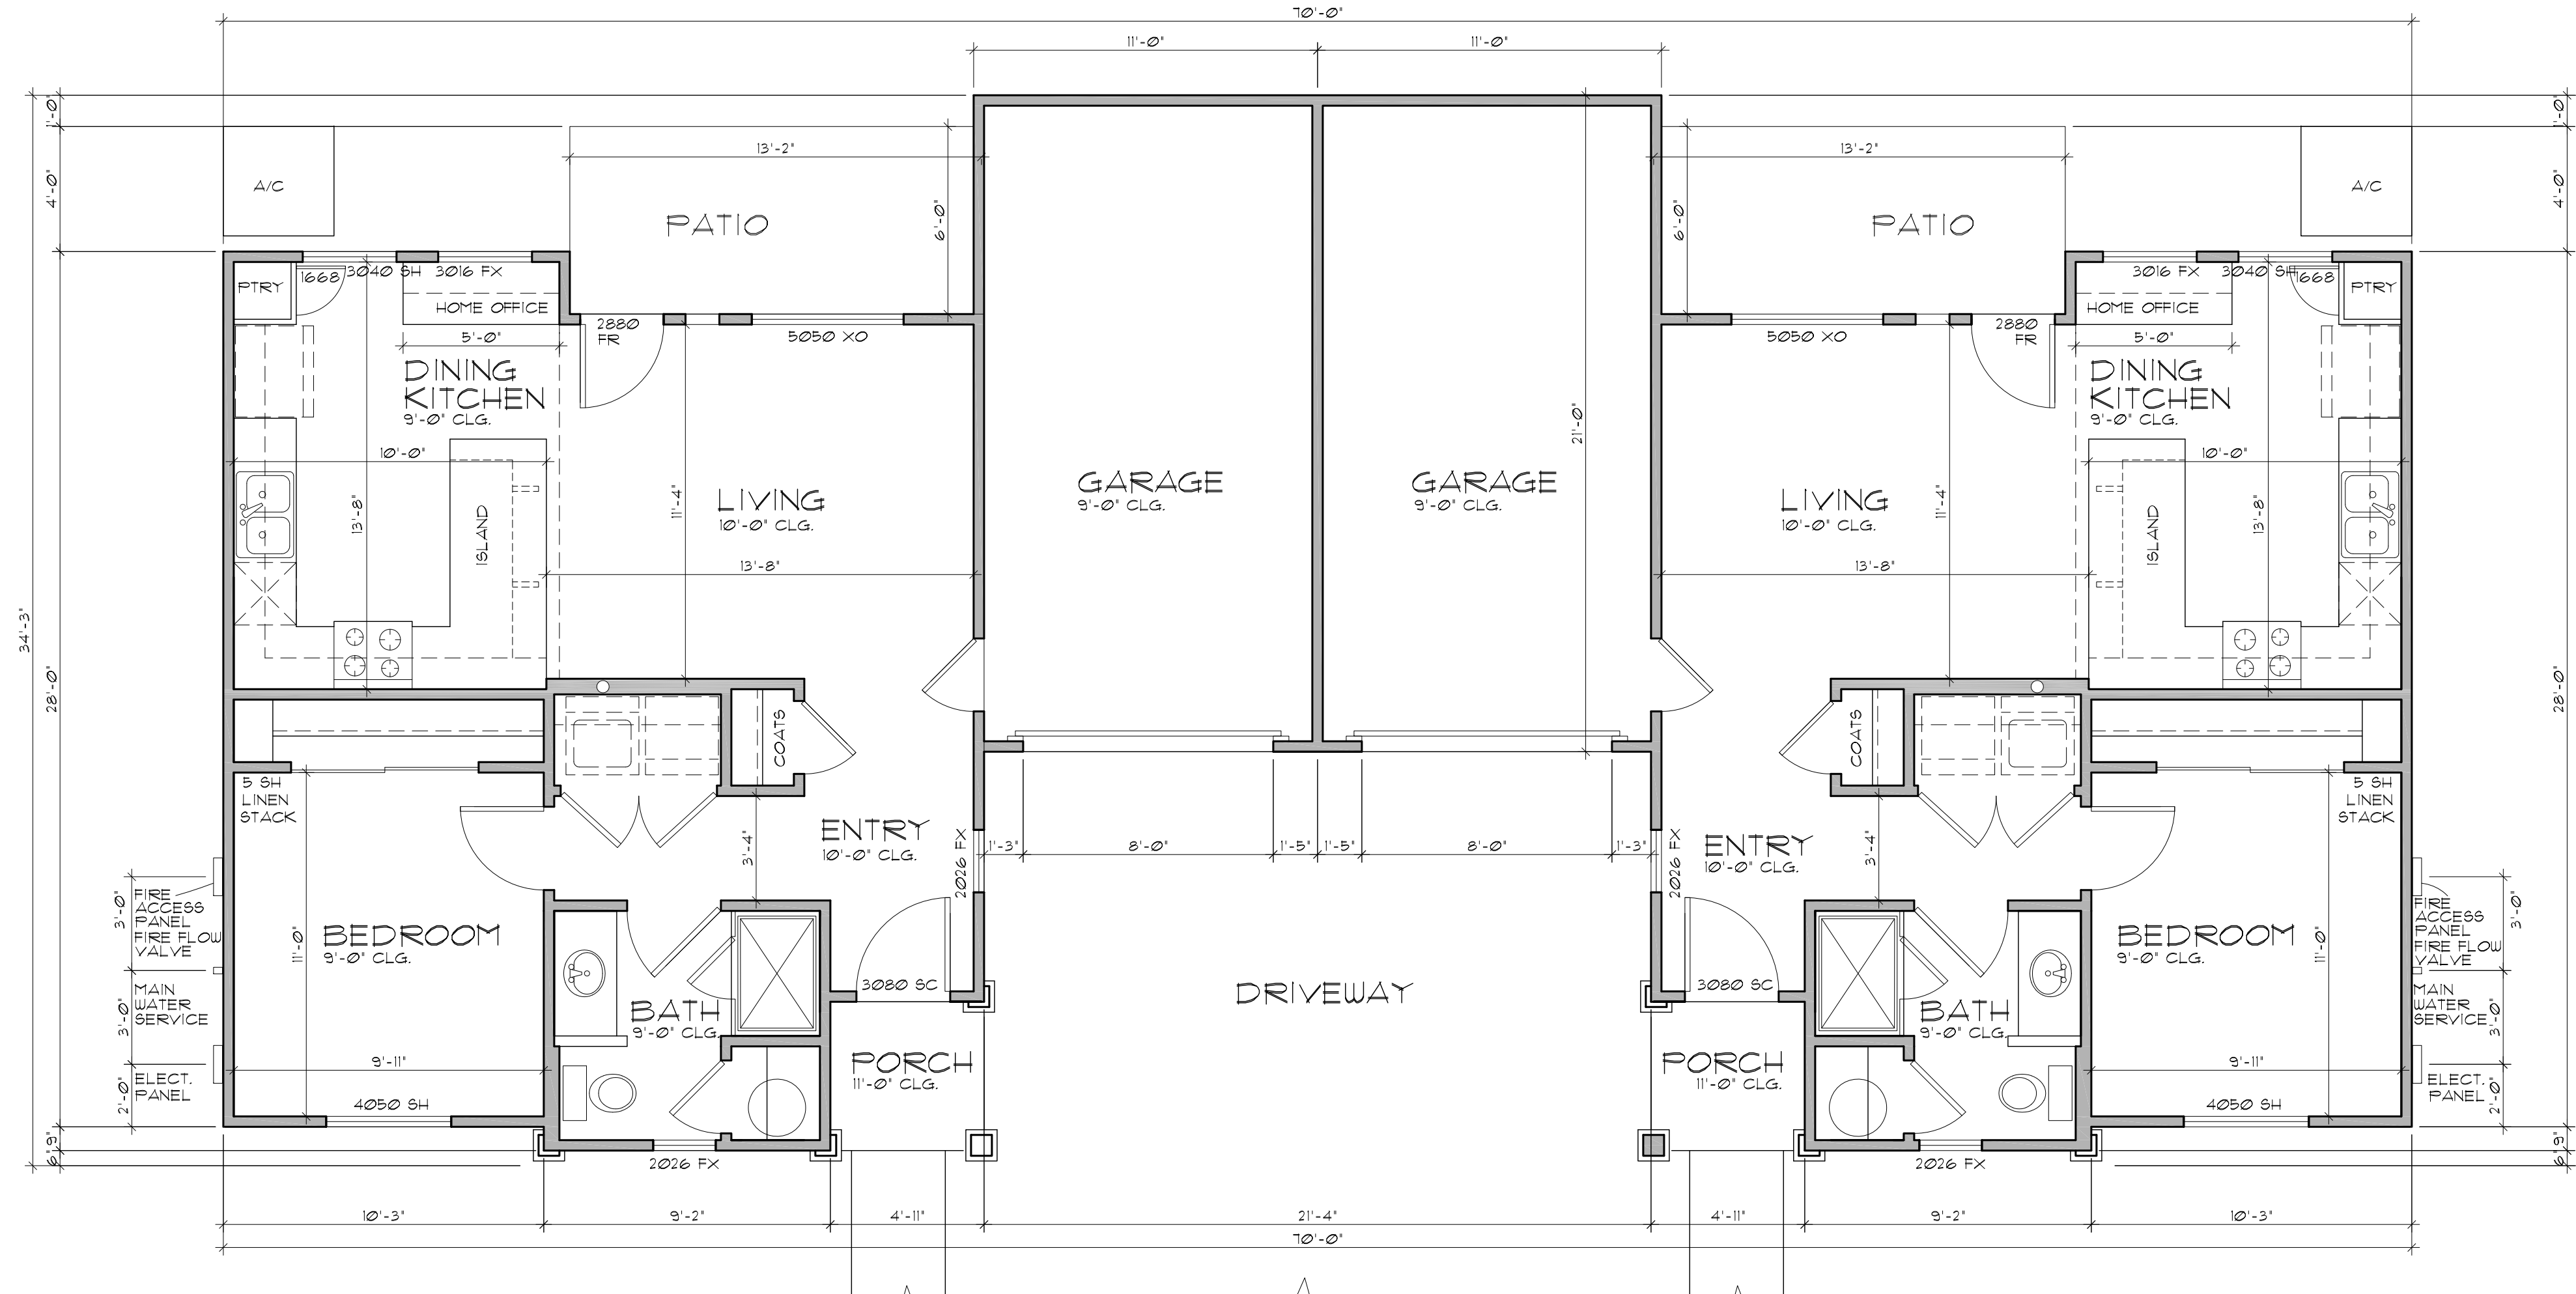 70'-0"
11'-0" 11'-0"
1'-0" 1'-0"
13'-2" 13'-2"
A/C A/C
4'-0" 4'-0"
PATIO 6'-0" 6'-0" PATIO
PTRY 1668 3040 SH 3016 FX 3016 FX 3040 SH 1668 PTRY
HOME OFFICE HOME OFFICE
2880 FR 5050 XO 5050 XO 2880 FR
5'-0" 5'-0"
DINING DINING
KITCHEN KITCHEN
9'-0" CLG. 9'-0" CLG.
21'-0"
10'-0" 10'-0"
GARAGE GARAGE
9'-0" CLG. 9'-0" CLG.
LIVING LIVING
10'-0" CLG. 10'-0" CLG.
13'-8" ISLAND 11'-4" 11'-4" ISLAND 13'-8"
13'-8" 13'-8"
34'-3"
28'-0" 28'-0"
COATS COATS
5 SH 5 SH
LINEN LINEN
STACK STACK
ENTRY ENTRY
10'-0" CLG. 10'-0" CLG.
3'-4" 3'-4"
2026 FX 2026 FX
1'-3" 8'-0" 1'-5" 1'-5" 8'-0" 1'-3"
FIRE FIRE
ACCESS ACCESS
PANEL PANEL
FIRE FLOW FIRE FLOW
VALVE VALVE
3'-0" 3'-0"
BEDROOM BEDROOM
9'-0" CLG. 9'-0" CLG.
11'-0" 11'-0"
3080 SC 3080 SC
DRIVEWAY
MAIN MAIN
WATER WATER
SERVICE SERVICE
3'-0" 3'-0"
BATH BATH
9'-0" CLG. 9'-0" CLG.
PORCH PORCH
11'-0" CLG. 11'-0" CLG.
9'-11" 9'-11"
ELECT. ELECT.
PANEL PANEL
2'-0" 2'-0"
4050 SH 4050 SH
6" 9" 6" 9"
2026 FX 2026 FX
10'-3" 9'-2" 4'-11" 21'-4" 4'-11" 9'-2" 10'-3"
70'-0"